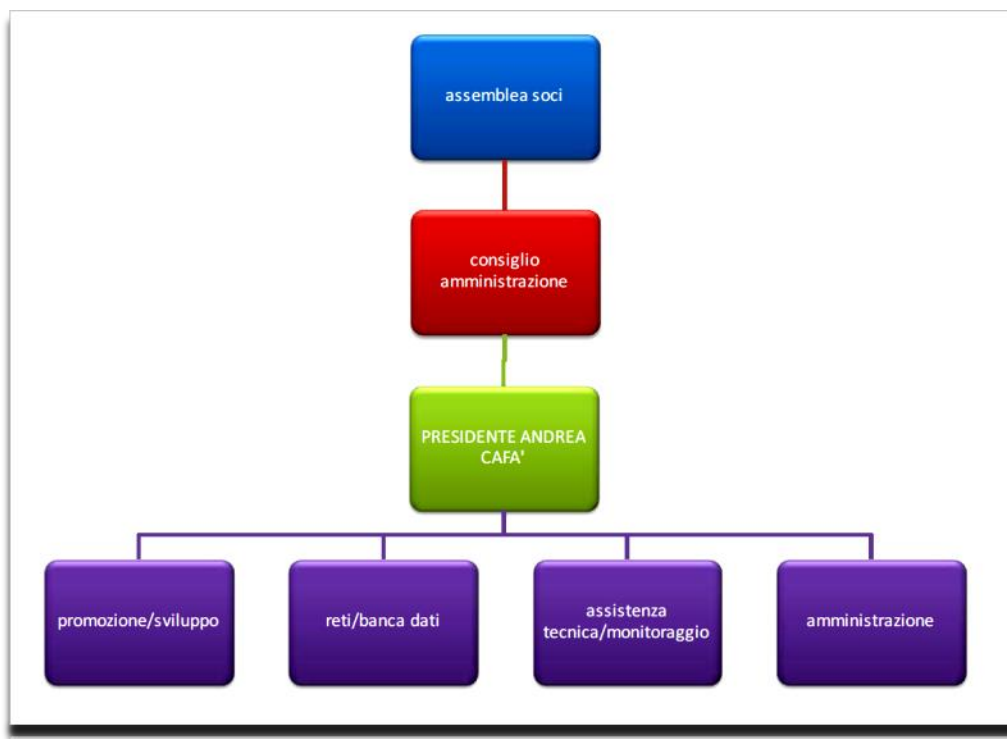 assemblea soci
consiglio
amministrazione
PRESIDENTE ANDREA
CAFA'
promozione/sviluppo
reti/banca dati
assistenza
tecnica/monitoraggio
amministrazione